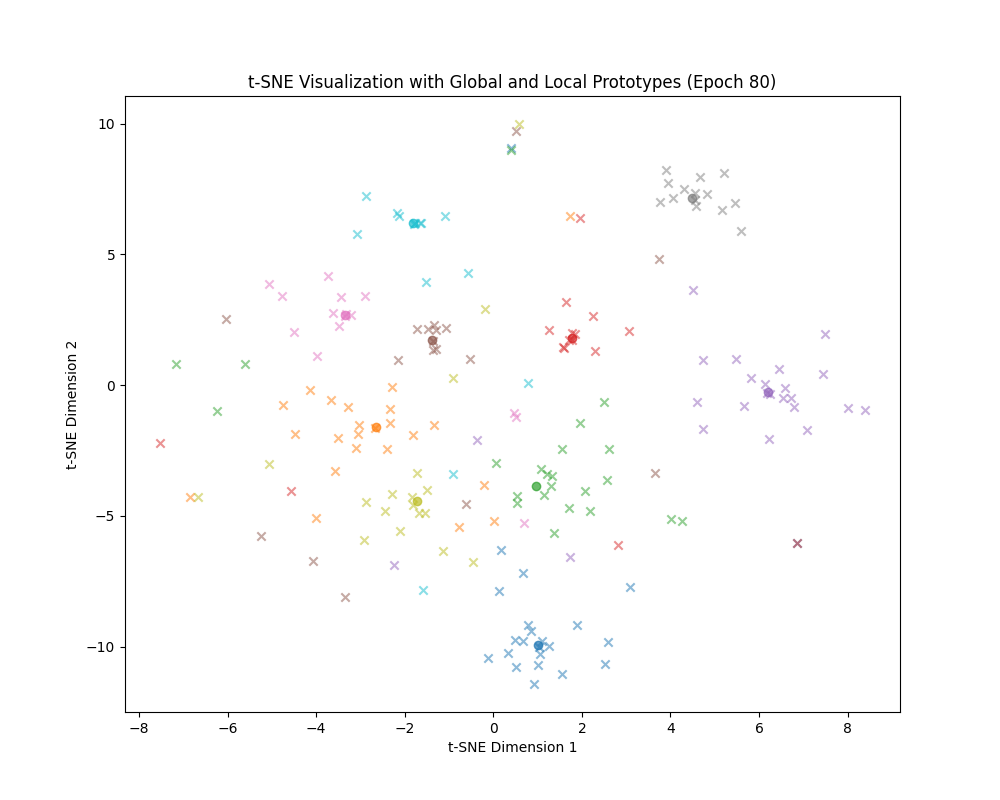 t-SNE Visualization with Global and Local Prototypes (Epoch 80)
10
5
0
−5
−10
t-SNE Dimension 2
−8 −6 −4 −2 0 2 4 6 8
t-SNE Dimension 1